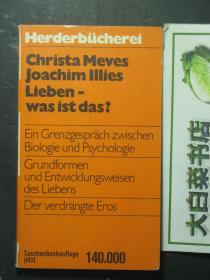 Herderbücherei
Christa Meves
Joachim Illies
Lieben –
was ist das?
Ein Grenzgespräch zwischen
Biologie und Psychologie
Grundformen
und Entwicklungsweisen
des Liebens
Der verdrängte Eros
Taschenbuchauflage
jetzt 140.000
大白菜书店